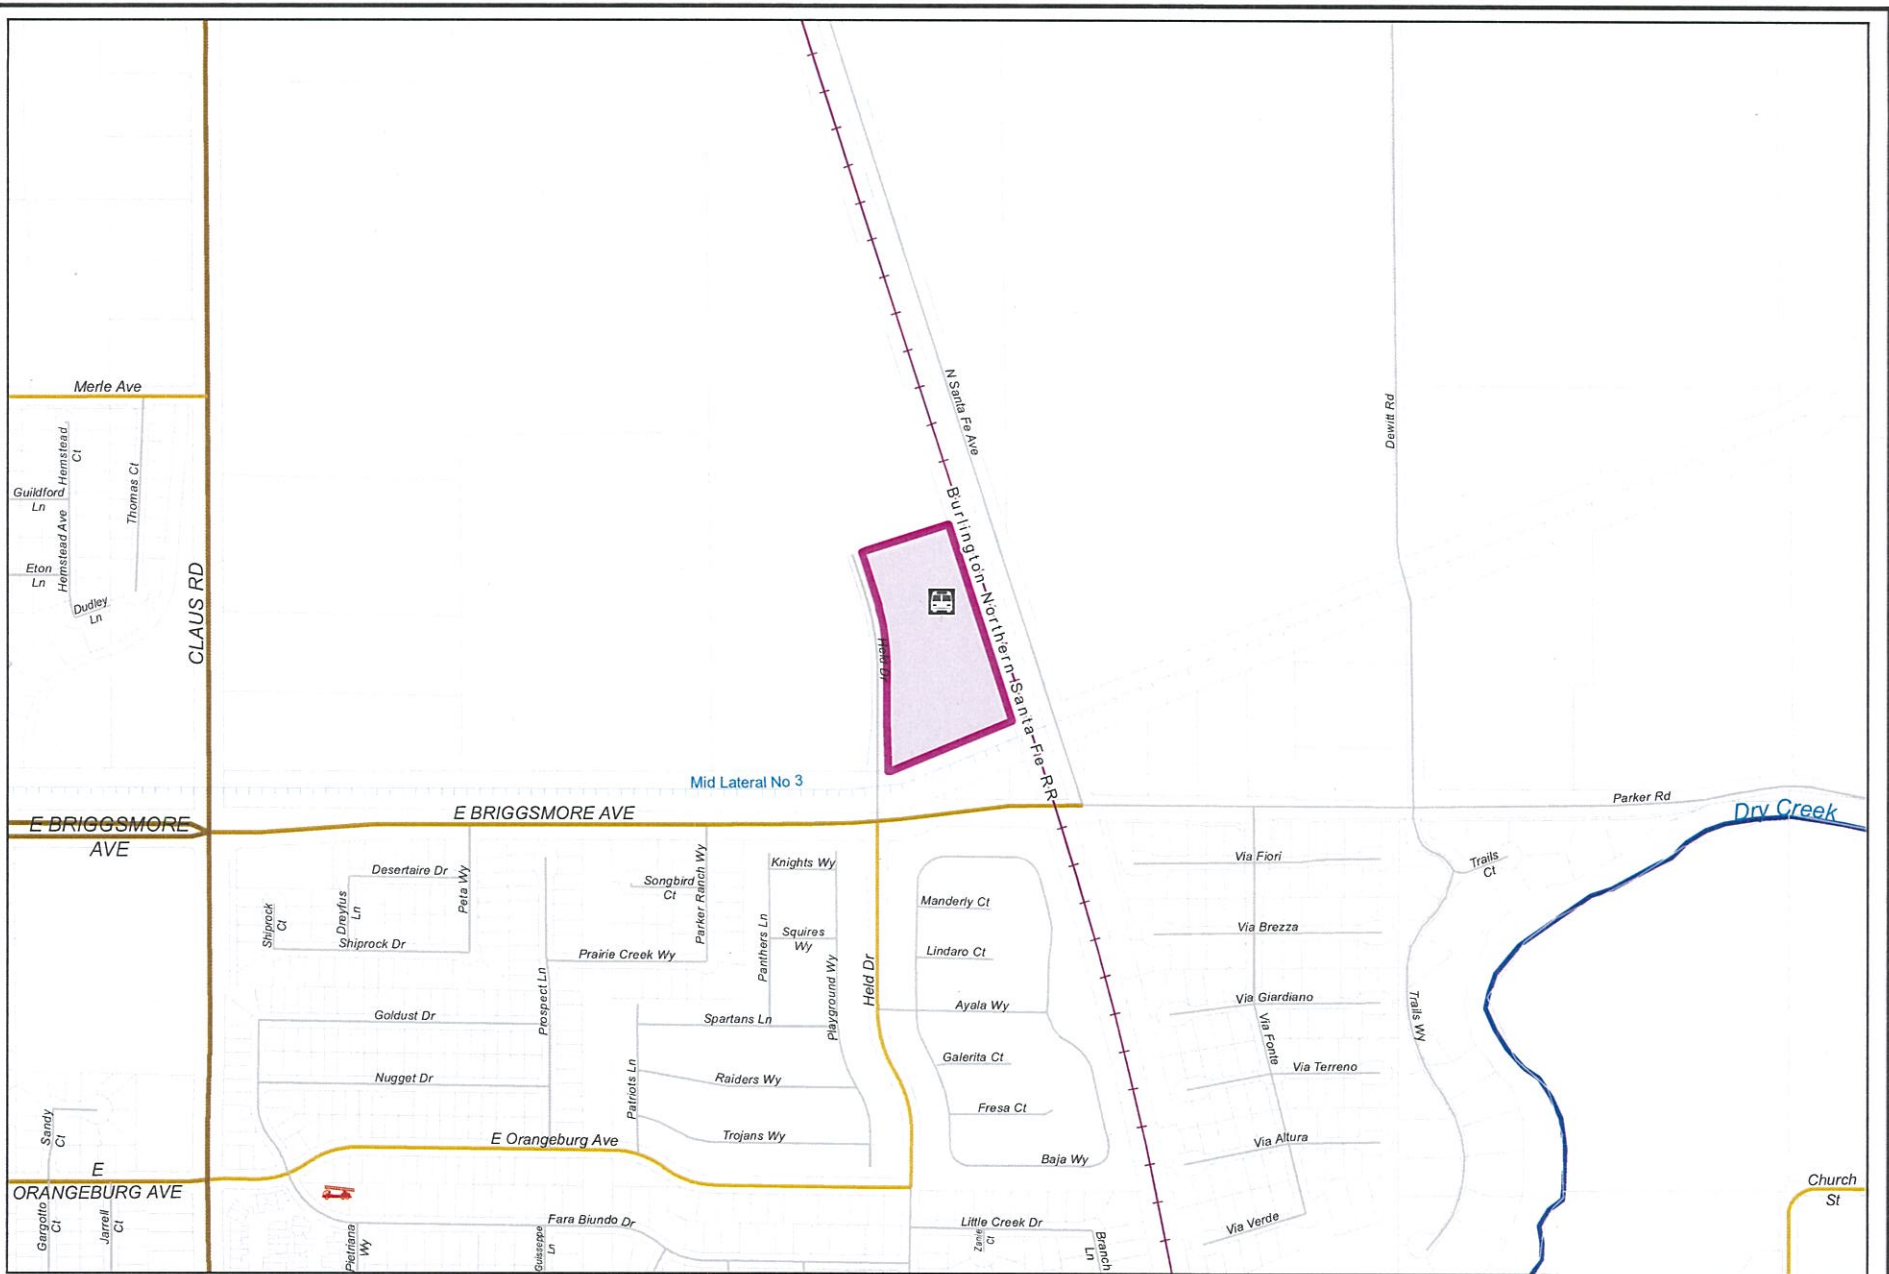 Merle Ave
Hemstead
Ct
Guildford
Ln
Thomas Ct
Hemstead Ave
Eton
Ln
Dudley
Ln
CLAUS RD
N Santa Fe Ave
Dewitt Rd
Burlington Northern Santa Fe RR
Held Dr
Mid Lateral No 3
E BRIGGSMORE
AVE
E BRIGGSMORE AVE
Parker Rd
Dry Creek
Desertaire Dr
Peta Wy
Dreyfus
Ln
Shiprock
Ct
Shiprock Dr
Songbird
Ct
Parker Ranch Wy
Prairie Creek Wy
Knights Wy
Panthers Ln
Squires
Wy
Playground Wy
Held Dr
Manderly Ct
Lindaro Ct
Ayala Wy
Via Fiori
Trails
Ct
Via Brezza
Via Giardiano
Trails Wy
Goldust Dr
Prospect Ln
Spartans Ln
Via Fonte
Nugget Dr
Patriots Ln
Raiders Wy
Galerita Ct
Via Terreno
Fresa Ct
Sandy
Ct
E Orangeburg Ave
Trojans Wy
Baja Wy
Via Altura
E
ORANGEBURG AVE
Church
St
Gargotto
Ct
Jarrell
Ct
Pietriana
Wy
Fara Biundo Dr
Guisseppe
Ln
Little Creek Dr
Zanie
Ct
Branch
Ln
Via Verde